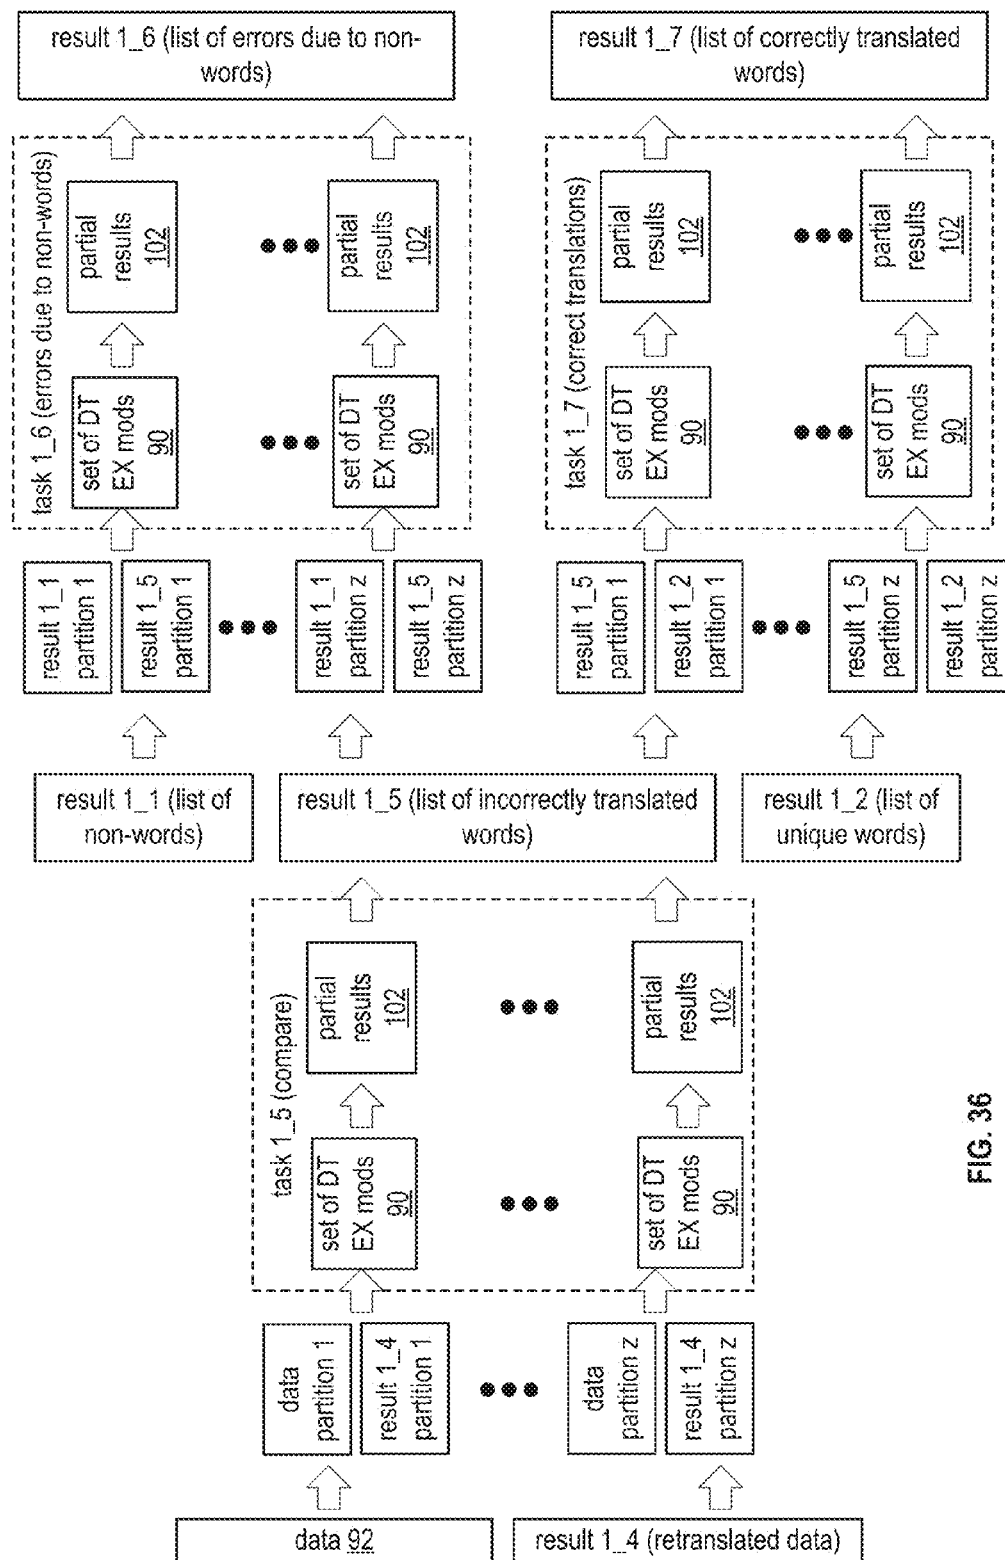 data 92
result 1_4 (retranslated data)
data
partition 1
result 1_4
partition 1
data
partition z
result 1_4
partition z
task 1_5 (compare)
set of DT
EX mods
90
partial
results
102
set of DT
EX mods
90
partial
results
102
result 1_1 (list of
non-words)
result 1_5 (list of incorrectly translated
words)
result 1_2 (list of
unique words)
result 1_1
partition 1
result 1_5
partition 1
result 1_1
partition z
result 1_5
partition z
task 1_6 (errors due to non-words)
set of DT
EX mods
90
partial
results
102
set of DT
EX mods
90
partial
results
102
result 1_6 (list of errors due to non-
words)
result 1_5
partition 1
result 1_2
partition 1
result 1_5
partition z
result 1_2
partition z
task 1_7 (correct translations)
set of DT
EX mods
90
partial
results
102
set of DT
EX mods
90
partial
results
102
result 1_7 (list of correctly translated
words)
FIG. 36